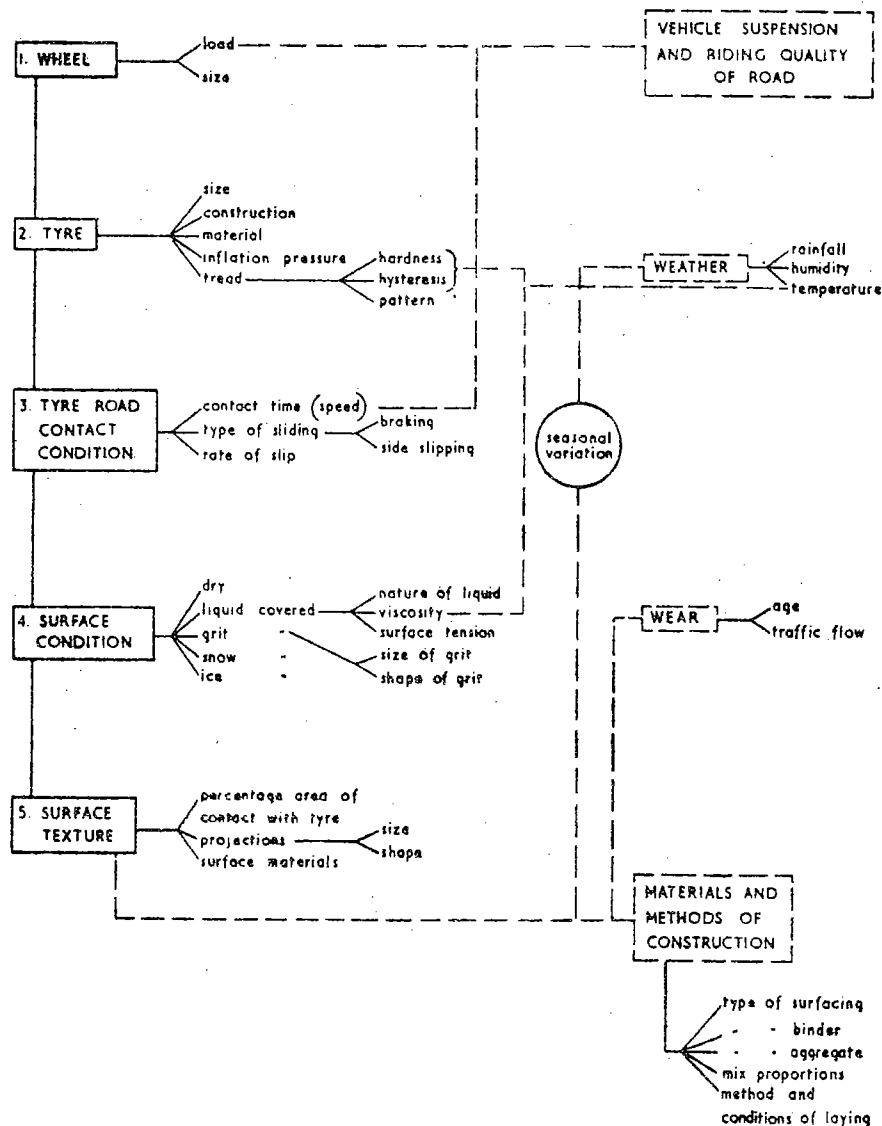 1. WHEEL
load
size
VEHICLE SUSPENSION
AND RIDING QUALITY
OF ROAD
2. TYRE
size
construction
material
inflation pressure
tread
hardness
hysteresis
pattern
WEATHER
rainfall
humidity
temperature
3. TYRE ROAD
CONTACT
CONDITION
contact time (speed)
type of sliding
rate of slip
braking
side slipping
seasonal
variation
4. SURFACE
CONDITION
dry
liquid covered
grit "
snow "
ice "
nature of liquid
viscosity
surface tension
size of grit
shape of grit
WEAR
age
traffic flow
5. SURFACE
TEXTURE
percentage area of
contact with tyre
projections
surface materials
size
shape
MATERIALS AND
METHODS OF
CONSTRUCTION
type of surfacing
" " binder
" " aggregate
mix proportions
method and
conditions of laying